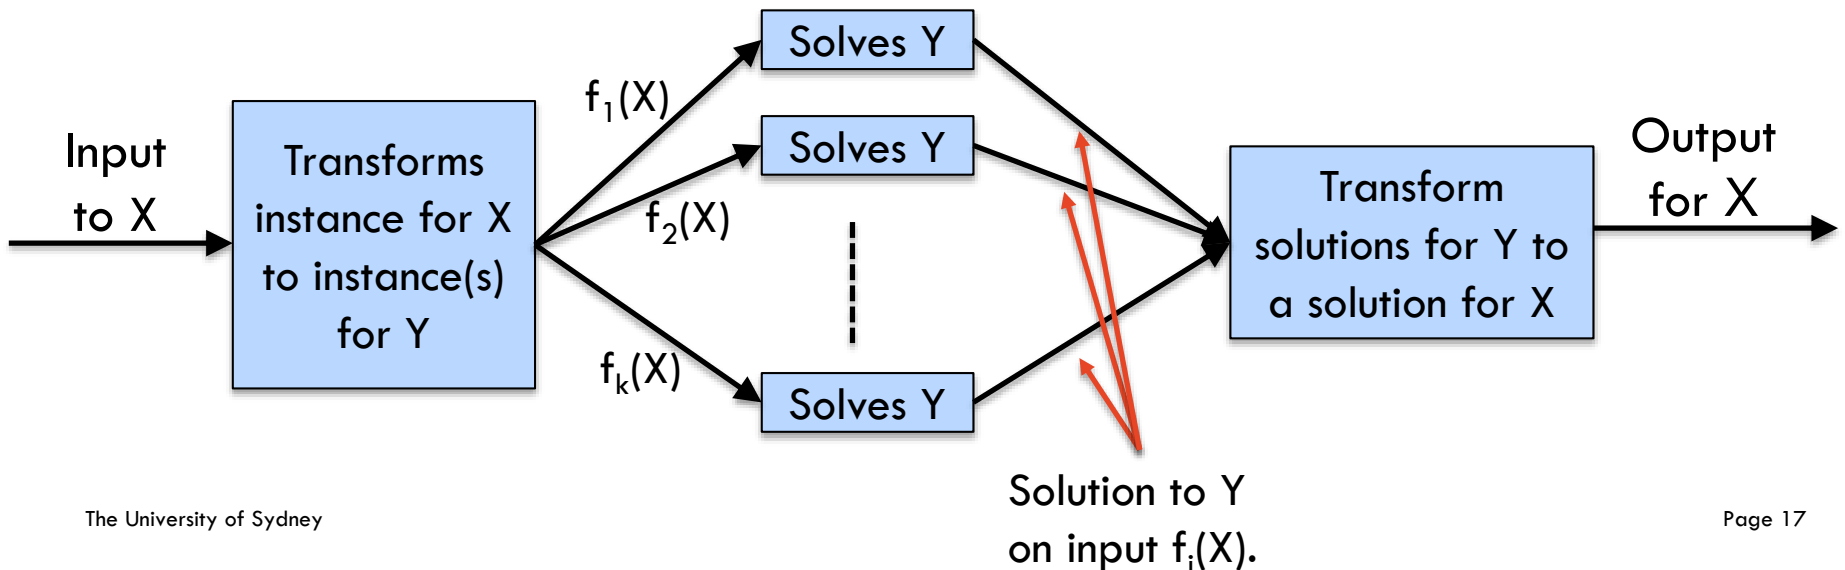 Input
to X
Transforms
instance for X
to instance(s)
for Y
f₁(X)
f₂(X)
fₖ(X)
Solves Y
Solves Y
Solves Y
Solution to Y
on input fᵢ(X).
Transform
solutions for Y to
a solution for X
Output
for X
The University of Sydney
Page 17